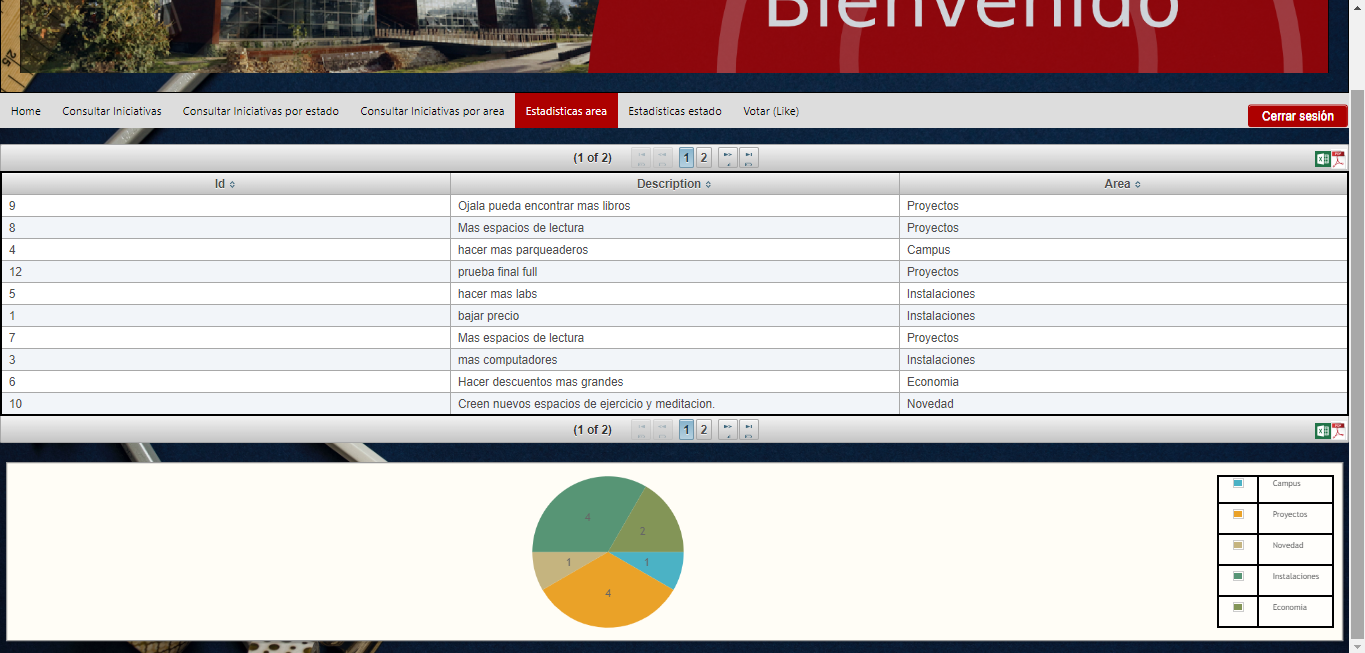 Bienvenido
Home Consultar Iniciativas Consultar Iniciativas por estado Consultar Iniciativas por area Estadisticas area Estadisticas estado Votar (Like)
Cerrar sesión
(1 of 2) 1 2
Id Description Area
9 Ojala pueda encontrar mas libros Proyectos
8 Mas espacios de lectura Proyectos
4 hacer mas parqueaderos Campus
12 prueba final full Proyectos
5 hacer mas labs Instalaciones
1 bajar precio Instalaciones
7 Mas espacios de lectura Proyectos
3 mas computadores Instalaciones
6 Hacer descuentos mas grandes Economia
10 Creen nuevos espacios de ejercicio y meditacion. Novedad
(1 of 2) 1 2
4
2
1 1
4
Campus
Proyectos
Novedad
Instalaciones
Economia